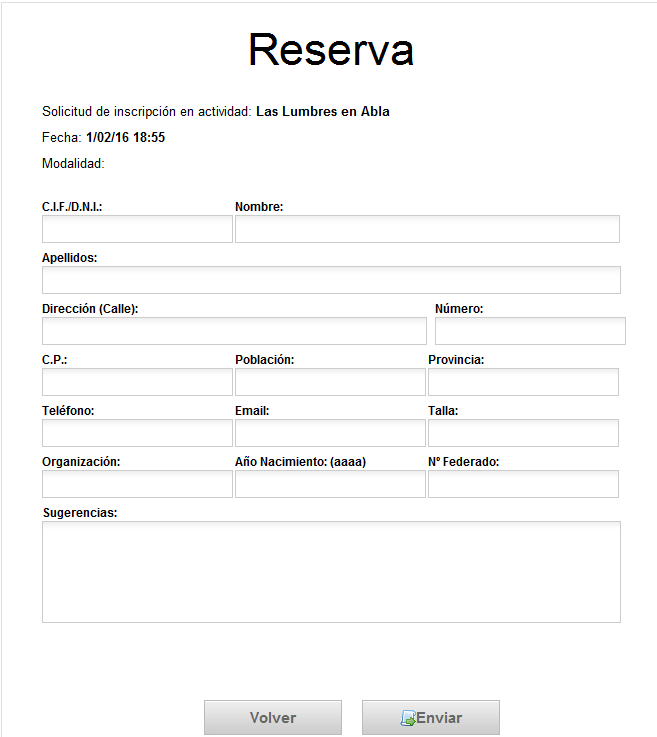 Reserva
Solicitud de inscripción en actividad: Las Lumbres en Abla
Fecha: 1/02/16 18:55
Modalidad:
C.I.F./D.N.I.: Nombre:
Apellidos:
Dirección (Calle): Número:
C.P.: Población: Provincia:
Teléfono: Email: Talla:
Organización: Año Nacimiento: (aaaa) Nº Federado:
Sugerencias:
Volver Enviar